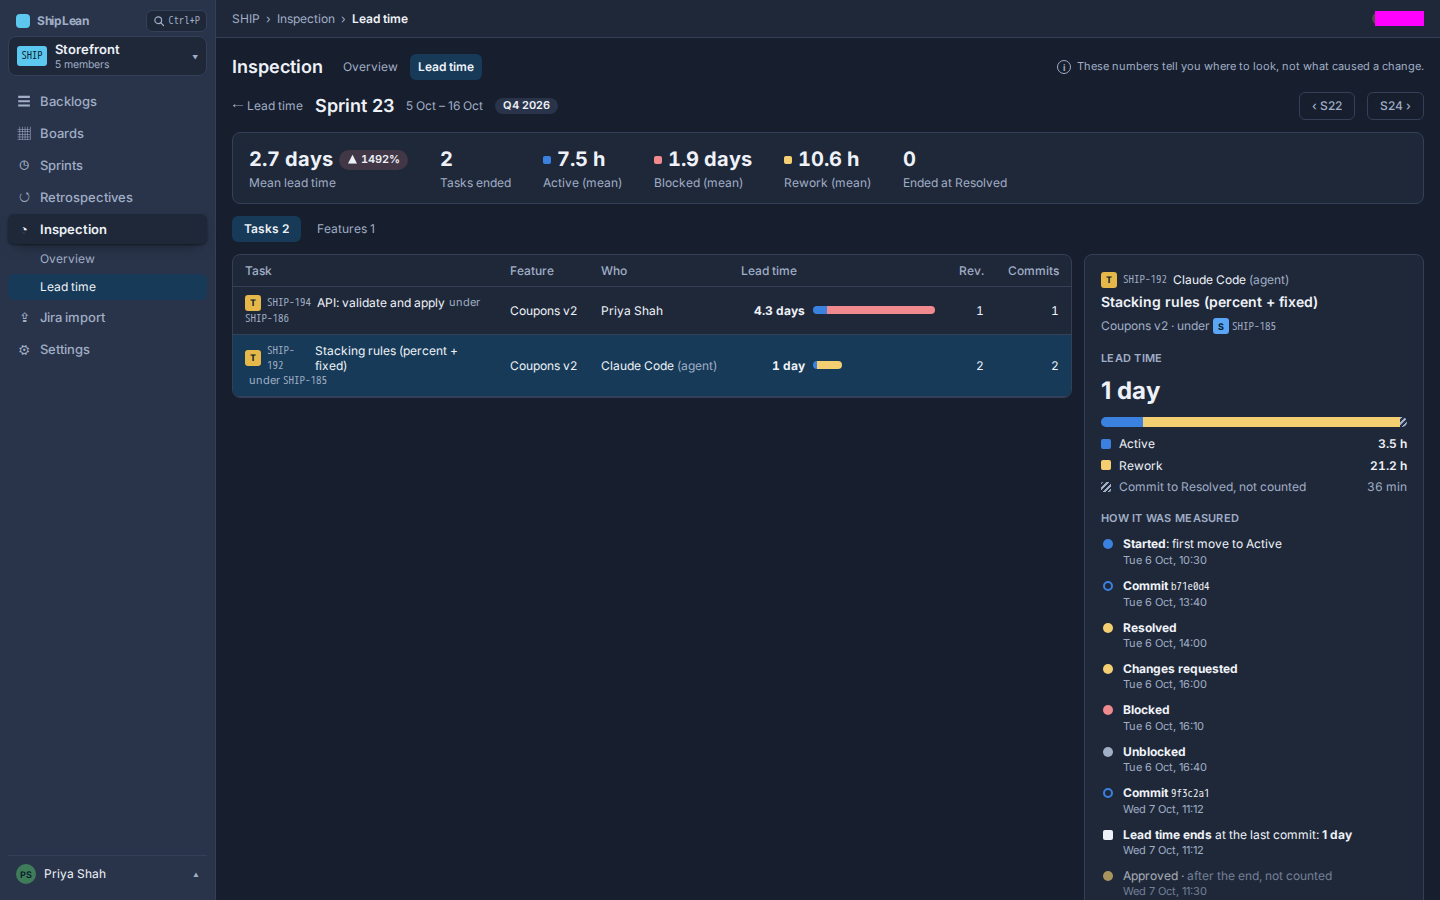 ShipLean
Ctrl+P
SHIP
Storefront
5 members
Backlogs
Boards
Sprints
Retrospectives
Inspection
Overview
Lead time
Jira import
Settings
PS
Priya Shah
SHIP › Inspection › Lead time
Inspection
Overview
Lead time
These numbers tell you where to look, not what caused a change.
← Lead time
Sprint 23
5 Oct – 16 Oct
Q4 2026
‹ S22
S24 ›
2.7 days
▲ 1492%
Mean lead time
2
Tasks ended
7.5 h
Active (mean)
1.9 days
Blocked (mean)
10.6 h
Rework (mean)
0
Ended at Resolved
Tasks 2
Features 1
Task
Feature
Who
Lead time
Rev.
Commits
T SHIP-194 API: validate and apply under
SHIP-186
Coupons v2
Priya Shah
4.3 days
1
1
T SHIP-
192
Stacking rules (percent +
fixed)
under SHIP-185
Coupons v2
Claude Code (agent)
1 day
2
2
T SHIP-192 Claude Code (agent)
Stacking rules (percent + fixed)
Coupons v2 · under S SHIP-185
LEAD TIME
1 day
Active 3.5 h
Rework 21.2 h
Commit to Resolved, not counted 36 min
HOW IT WAS MEASURED
Started: first move to Active
Tue 6 Oct, 10:30
Commit b71e0d4
Tue 6 Oct, 13:40
Resolved
Tue 6 Oct, 14:00
Changes requested
Tue 6 Oct, 16:00
Blocked
Tue 6 Oct, 16:10
Unblocked
Tue 6 Oct, 16:40
Commit 9f3c2a1
Wed 7 Oct, 11:12
Lead time ends at the last commit: 1 day
Wed 7 Oct, 11:12
Approved · after the end, not counted
Wed 7 Oct, 11:30